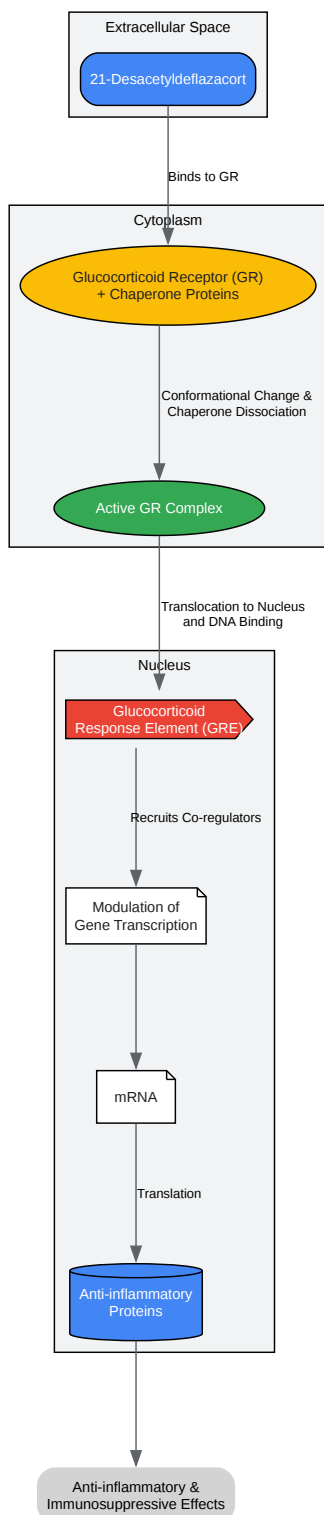 Extracellular Space
21-Desacetyldeflazacort
Binds to GR
Cytoplasm
Glucocorticoid Receptor (GR)
+ Chaperone Proteins
Conformational Change &
Chaperone Dissociation
Active GR Complex
Translocation to Nucleus
and DNA Binding
Nucleus
Glucocorticoid
Response Element (GRE)
Recruits Co-regulators
Modulation of
Gene Transcription
mRNA
Translation
Anti-inflammatory
Proteins
Anti-inflammatory &
Immunosuppressive Effects